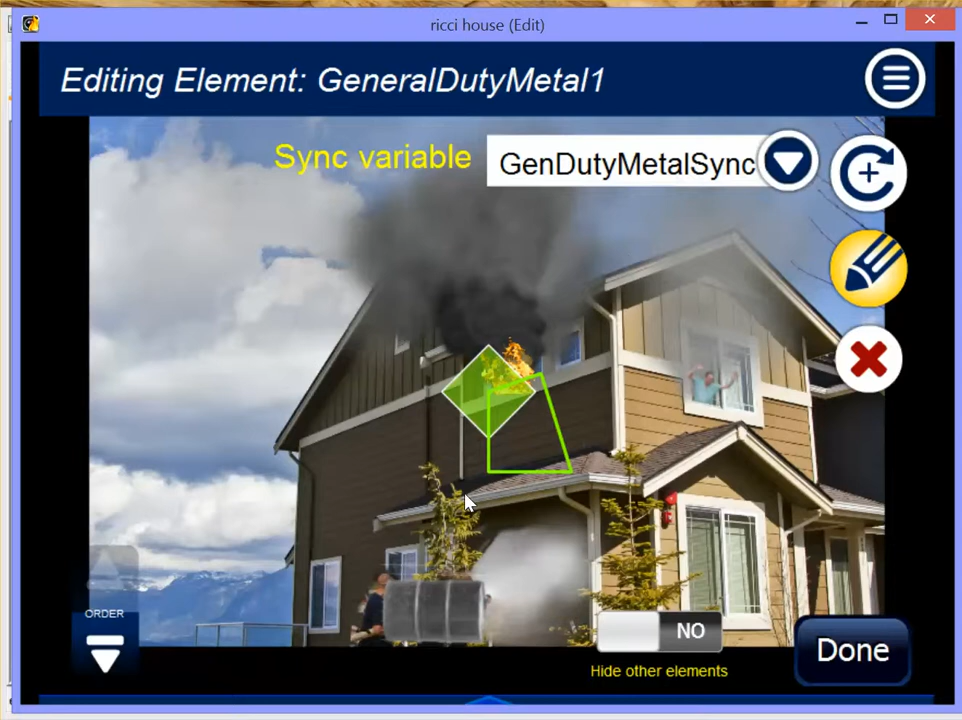 ricci house (Edit)
Editing Element: GeneralDutyMetal1
Sync variable
GenDutyMetalSync
ORDER
NO
Hide other elements
Done